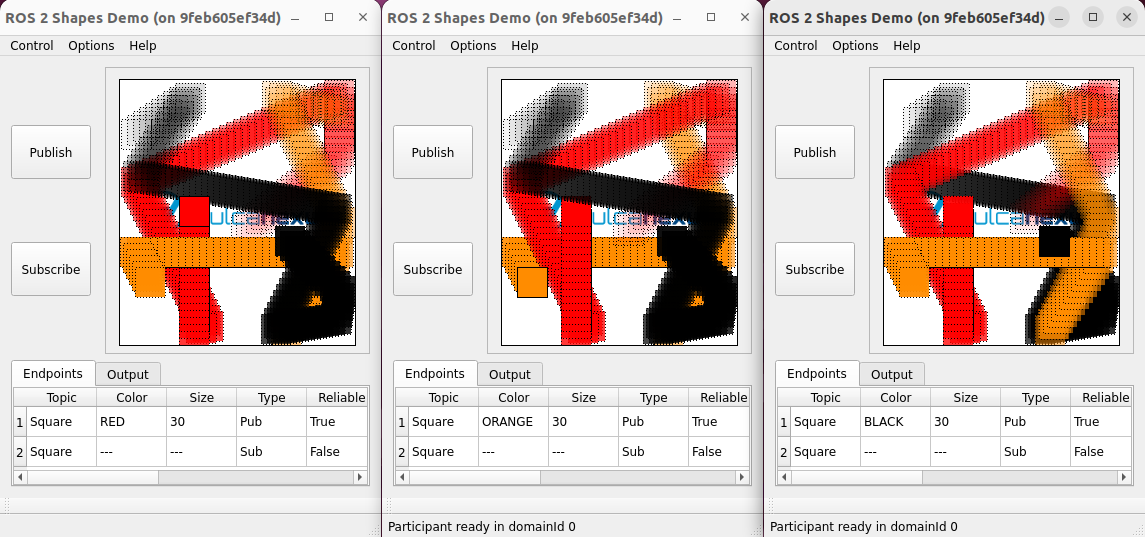 ROS 2 Shapes Demo (on 9feb605ef34d)
Control Options Help
Publish
Subscribe
ulcanex
Endpoints Output
Topic Color Size Type Reliable
1 Square RED 30 Pub True
2 Square --- --- Sub False
ROS 2 Shapes Demo (on 9feb605ef34d)
Control Options Help
Publish
Subscribe
ulcanex
Endpoints Output
Topic Color Size Type Reliable
1 Square ORANGE 30 Pub True
2 Square --- --- Sub False
Participant ready in domainId 0
ROS 2 Shapes Demo (on 9feb605ef34d)
Control Options Help
Publish
Subscribe
ulcanex
Endpoints Output
Topic Color Size Type Reliable
1 Square BLACK 30 Pub True
2 Square --- --- Sub False
Participant ready in domainId 0